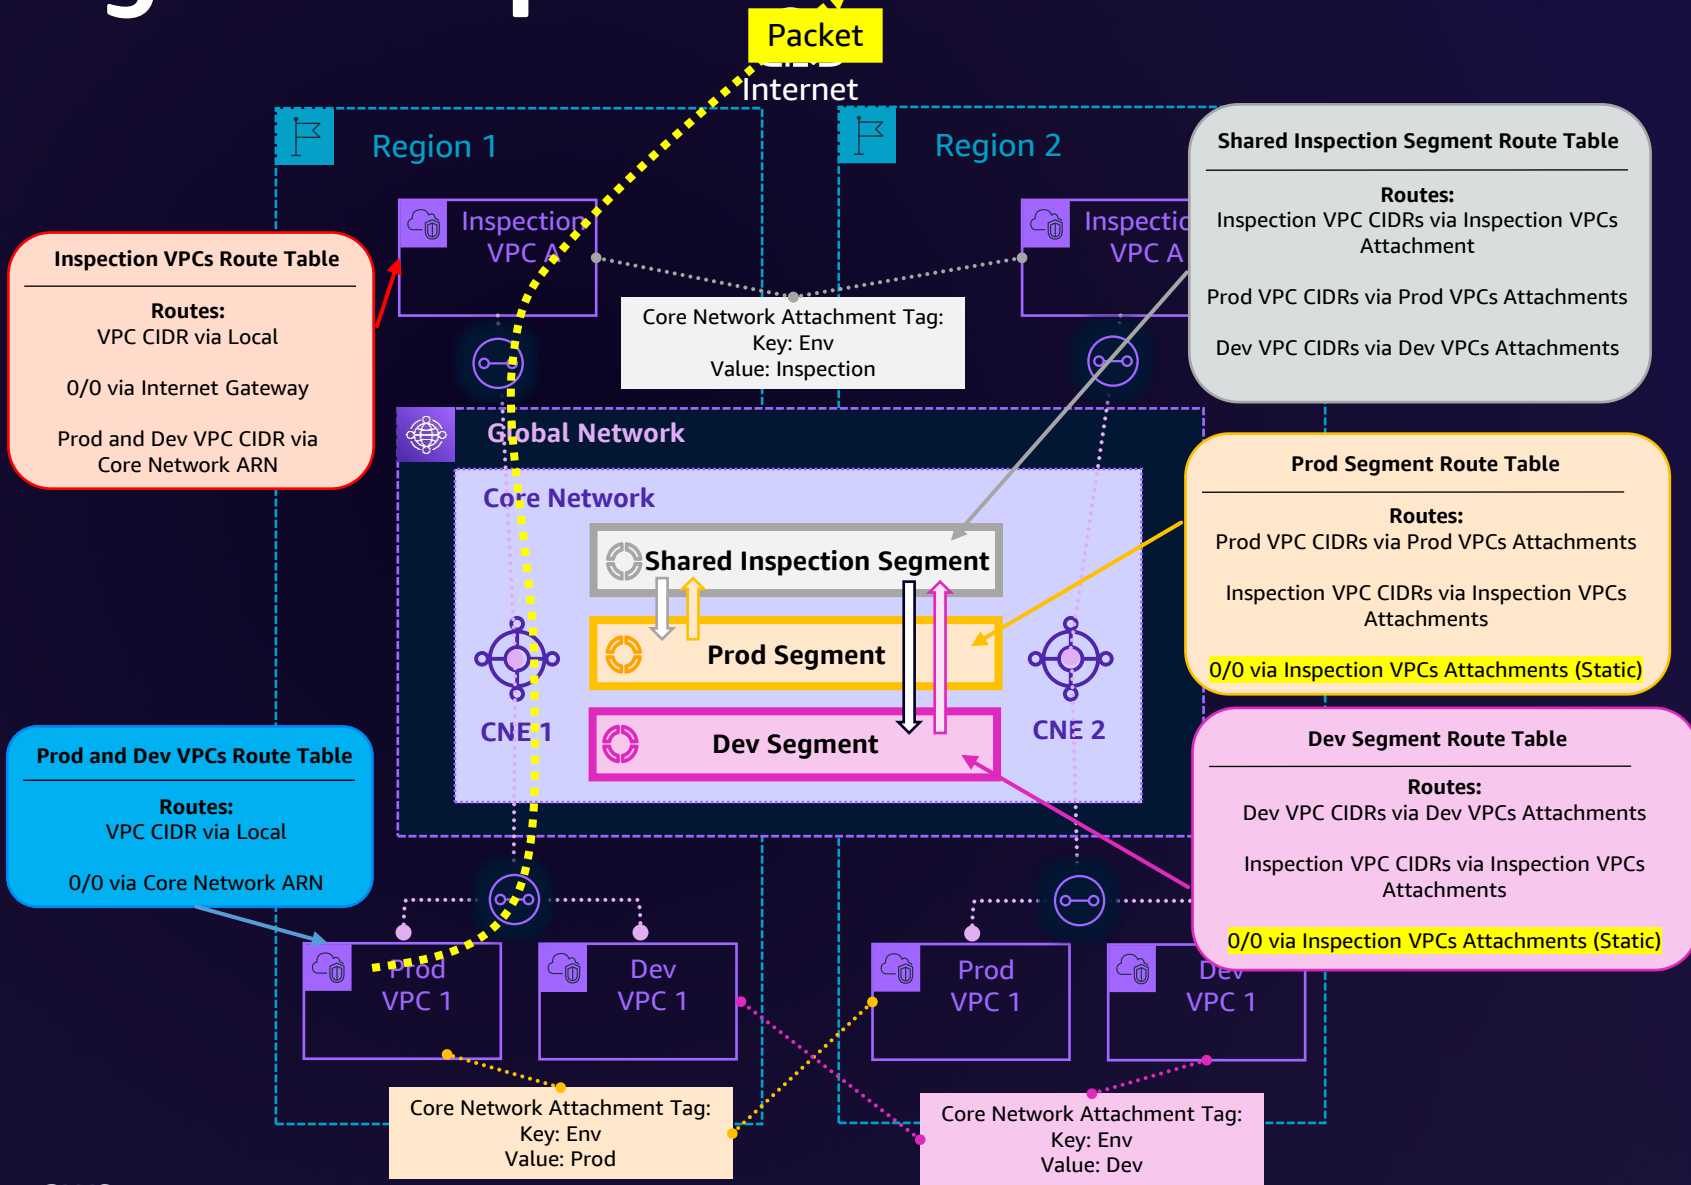 Packet
Internet
Region 1
Region 2
Shared Inspection Segment Route Table
Routes:
Inspection VPC CIDRs via Inspection VPCs
Attachment
Prod VPC CIDRs via Prod VPCs Attachments
Dev VPC CIDRs via Dev VPCs Attachments
Inspection
VPC A
Inspectio
VPC A
Inspection VPCs Route Table
Routes:
VPC CIDR via Local
0/0 via Internet Gateway
Prod and Dev VPC CIDR via
Core Network ARN
Core Network Attachment Tag:
Key: Env
Value: Inspection
Global Network
Core Network
Shared Inspection Segment
Prod Segment
Dev Segment
CNE 1
CNE 2
Prod Segment Route Table
Routes:
Prod VPC CIDRs via Prod VPCs Attachments
Inspection VPC CIDRs via Inspection VPCs
Attachments
0/0 via Inspection VPCs Attachments (Static)
Dev Segment Route Table
Routes:
Dev VPC CIDRs via Dev VPCs Attachments
Inspection VPC CIDRs via Inspection VPCs
Attachments
0/0 via Inspection VPCs Attachments (Static)
Prod and Dev VPCs Route Table
Routes:
VPC CIDR via Local
0/0 via Core Network ARN
Prod
VPC 1
Dev
VPC 1
Prod
VPC 1
Dev
VPC 1
Core Network Attachment Tag:
Key: Env
Value: Prod
Core Network Attachment Tag:
Key: Env
Value: Dev